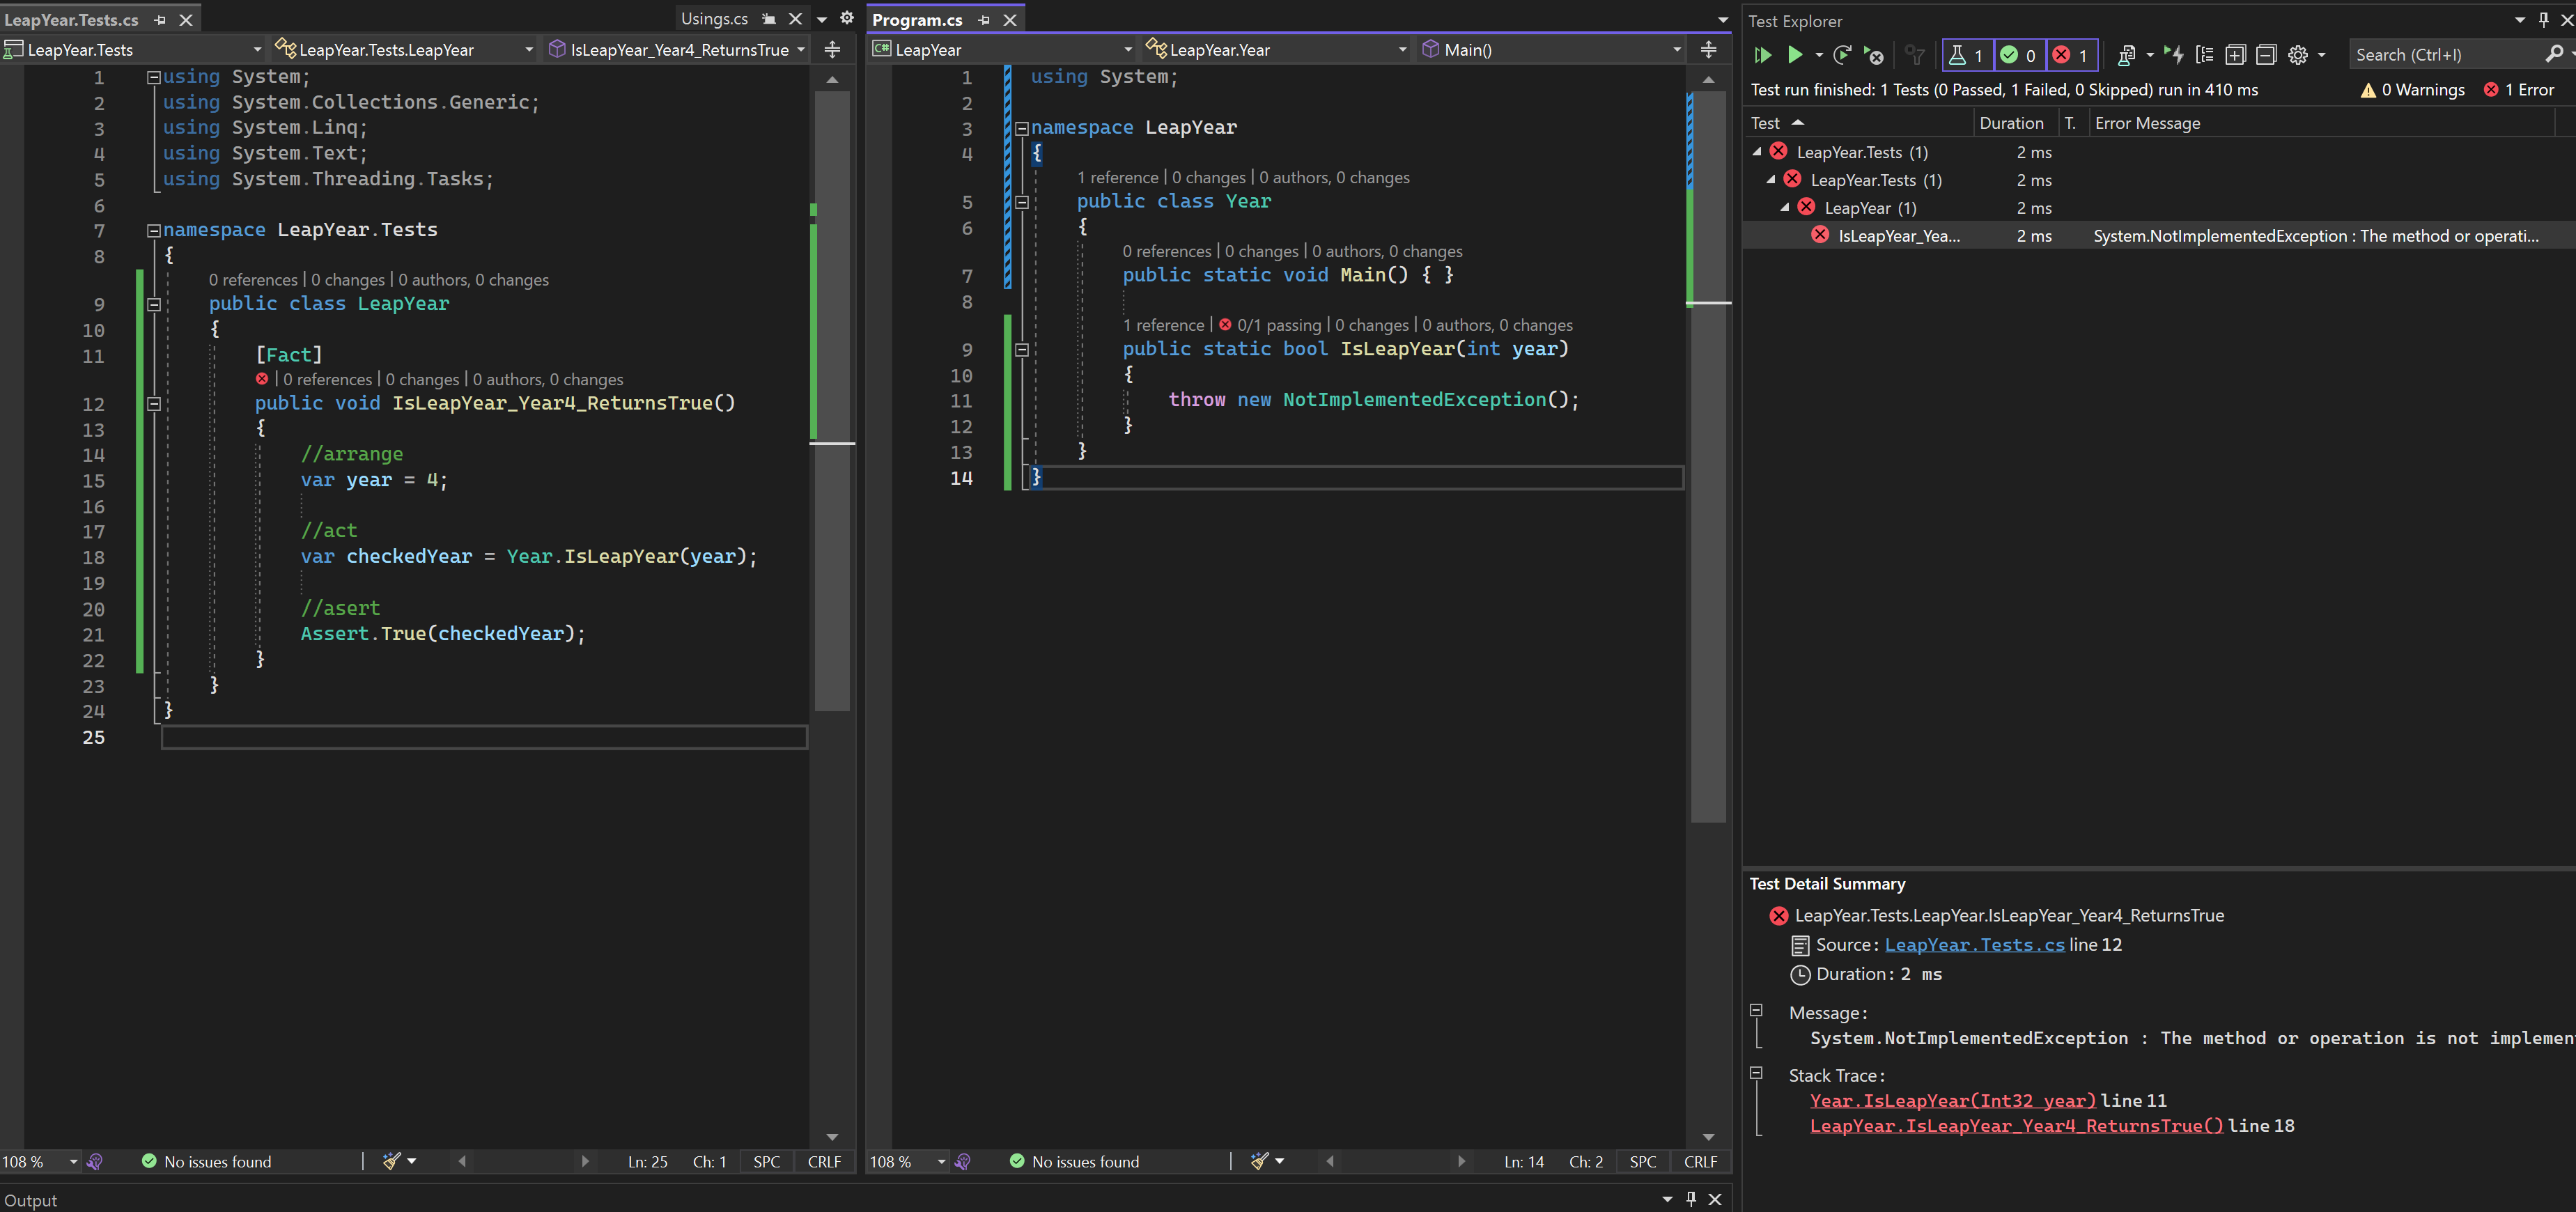 LeapYear.Tests.cs
Usings.cs
LeapYear.Tests
LeapYear.Tests.LeapYear
IsLeapYear_Year4_ReturnsTrue
1 using System;
2 using System.Collections.Generic;
3 using System.Linq;
4 using System.Text;
5 using System.Threading.Tasks;
6
7 namespace LeapYear.Tests
8 {
0 references | 0 changes | 0 authors, 0 changes
9 public class LeapYear
10 {
11 [Fact]
| 0 references | 0 changes | 0 authors, 0 changes
12 public void IsLeapYear_Year4_ReturnsTrue()
13 {
14 //arrange
15 var year = 4;
16
17 //act
18 var checkedYear = Year.IsLeapYear(year);
19
20 //asert
21 Assert.True(checkedYear);
22 }
23 }
24 }
25
108 %
No issues found
Ln: 25 Ch: 1 SPC CRLF
Program.cs
C# LeapYear
LeapYear.Year
Main()
1 using System;
2
3 namespace LeapYear
4 {
1 reference | 0 changes | 0 authors, 0 changes
5 public class Year
6 {
0 references | 0 changes | 0 authors, 0 changes
7 public static void Main() { }
8
1 reference | 0/1 passing | 0 changes | 0 authors, 0 changes
9 public static bool IsLeapYear(int year)
10 {
11 throw new NotImplementedException();
12 }
13 }
14 }
108 %
No issues found
Ln: 14 Ch: 2 SPC CRLF
Output
Test Explorer
1 0 1
Search (Ctrl+I)
Test run finished: 1 Tests (0 Passed, 1 Failed, 0 Skipped) run in 410 ms
0 Warnings 1 Error
Test Duration T. Error Message
LeapYear.Tests (1) 2 ms
LeapYear.Tests (1) 2 ms
LeapYear (1) 2 ms
IsLeapYear_Yea... 2 ms System.NotImplementedException : The method or operati...
Test Detail Summary
LeapYear.Tests.LeapYear.IsLeapYear_Year4_ReturnsTrue
Source: LeapYear.Tests.cs line 12
Duration: 2 ms
Message:
System.NotImplementedException : The method or operation is not implemen
Stack Trace:
Year.IsLeapYear(Int32 year) line 11
LeapYear.IsLeapYear_Year4_ReturnsTrue() line 18